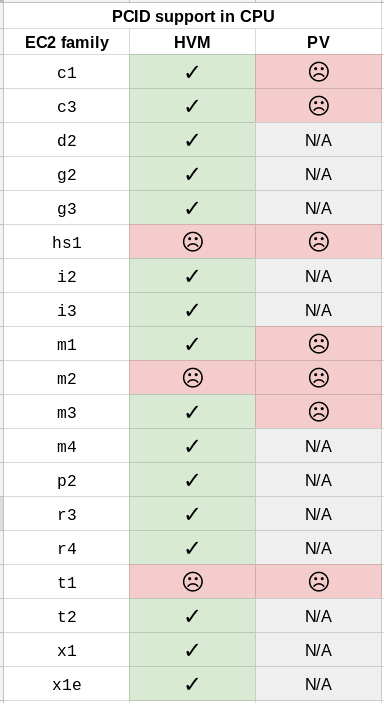 PCID support in CPU
EC2 family HVM PV
c1 ✓ ☹
c3 ✓ ☹
d2 ✓ N/A
g2 ✓ N/A
g3 ✓ N/A
hs1 ☹ ☹
i2 ✓ N/A
i3 ✓ N/A
m1 ✓ ☹
m2 ☹ ☹
m3 ✓ ☹
m4 ✓ N/A
p2 ✓ N/A
r3 ✓ N/A
r4 ✓ N/A
t1 ☹ ☹
t2 ✓ N/A
x1 ✓ N/A
x1e ✓ N/A